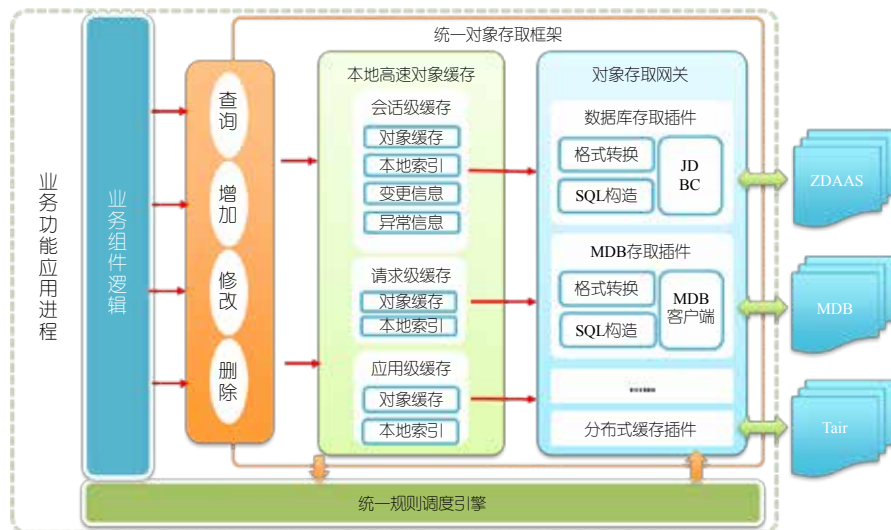 统一对象存取框架
业务功能应用进程
业务组件逻辑
查询
增加
修改
删除
本地高速对象缓存
会话级缓存
对象缓存
本地索引
变更信息
异常信息
请求级缓存
对象缓存
本地索引
应用级缓存
对象缓存
本地索引
对象存取网关
数据库存取插件
格式转换
SQL构造
JD
BC
MDB存取插件
格式转换
SQL构造
MDB
客户端
......
分布式缓存插件
ZDAAS
MDB
Tair
统一规则调度引擎